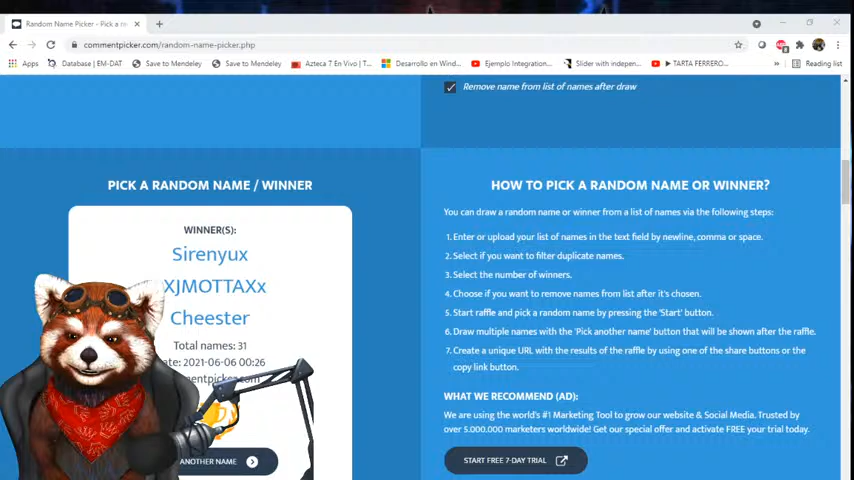 Random Name Picker - Pick a r
commentpicker.com/random-name-picker.php
Apps Database | EM-DAT Save to Mendeley Save to Mendeley Azteca 7 En Vivo | T... Desarrollo en Wind... Ejemplo Integration... Slider with indepen... ► TARTA FERRERO... » Reading list
Remove name from list of names after draw
PICK A RANDOM NAME / WINNER
WINNER(S):
Sirenyux
XJMOTTAXx
Cheester
Total names: 31
ate: 2021-06-06 00:26
mentpicker.com
ANOTHER NAME
HOW TO PICK A RANDOM NAME OR WINNER?
You can draw a random name or winner from a list of names via the following steps:
1. Enter or upload your list of names in the text field by newline, comma or space.
2. Select if you want to filter duplicate names.
3. Select the number of winners.
4. Choose if you want to remove names from list after it's chosen.
5. Start raffle and pick a random name by pressing the 'Start' button.
6. Draw multiple names with the 'Pick another name' button that will be shown after the raffle.
7. Create a unique URL with the results of the raffle by using one of the share buttons or the
copy link button.
WHAT WE RECOMMEND (AD):
We are using the world's #1 Marketing Tool to grow our website & Social Media. Trusted by
over 5.000.000 marketers worldwide! Get our special offer and activate FREE your trial today.
START FREE 7-DAY TRIAL